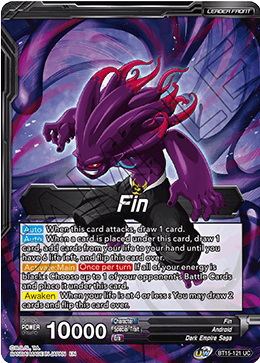 LEADER FRONT
Fin
Auto When this card attacks, draw 1 card.
Auto When a card is placed under this card, draw 1
card, add cards from your life to your hand until you
have 6 life left, and flip this card over.
Activate Main Once per turn If all of your energy is
black: Choose up to 1 of your opponent's Battle Cards
and place it under this card.
Awaken When your life is at 4 or less : You may draw 2
cards and flip this card over.
POWER 10000
Character Fin
Special Trait Android
Era Dark Empire Saga
BT15-121 UC